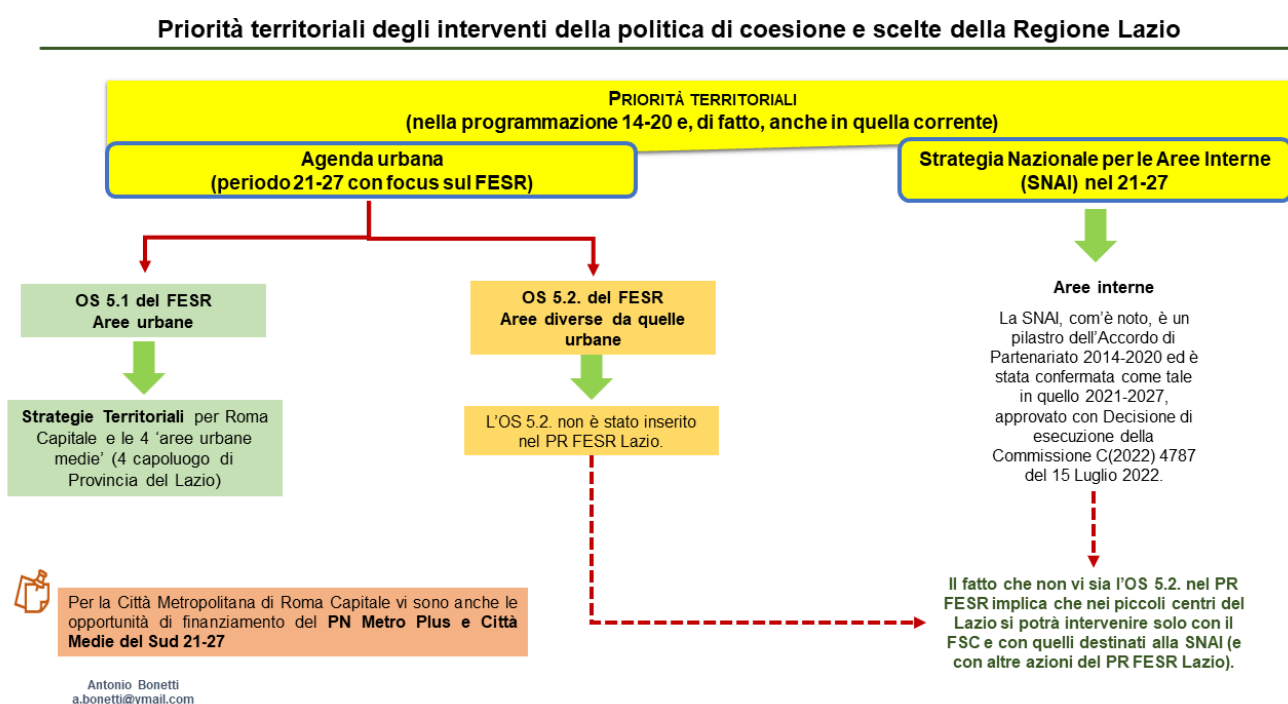 Priorità territoriali degli interventi della politica di coesione e scelte della Regione Lazio
PRIORITÀ TERRITORIALI
(nella programmazione 14-20 e, di fatto, anche in quella corrente)
Agenda urbana
(periodo 21-27 con focus sul FESR)
Strategia Nazionale per le Aree Interne
(SNAI) nel 21-27
OS 5.1 del FESR
Aree urbane
OS 5.2. del FESR
Aree diverse da quelle
urbane
Aree interne
La SNAI, com'è noto, è un
pilastro dell'Accordo di
Partenariato 2014-2020 ed è
stata confermata come tale
in quello 2021-2027,
approvato con Decisione di
esecuzione della
Commissione C(2022) 4787
del 15 Luglio 2022.
Strategie Territoriali per Roma
Capitale e le 4 'aree urbane
medie' (4 capoluogo di
Provincia del Lazio)
L'OS 5.2. non è stato inserito
nel PR FESR Lazio.
Per la Città Metropolitana di Roma Capitale vi sono anche le
opportunità di finanziamento del PN Metro Plus e Città
Medie del Sud 21-27
Il fatto che non vi sia l'OS 5.2. nel PR
FESR implica che nei piccoli centri del
Lazio si potrà intervenire solo con il
FSC e con quelli destinati alla SNAI (e
con altre azioni del PR FESR Lazio).
Antonio Bonetti
a.bonetti@ymail.com